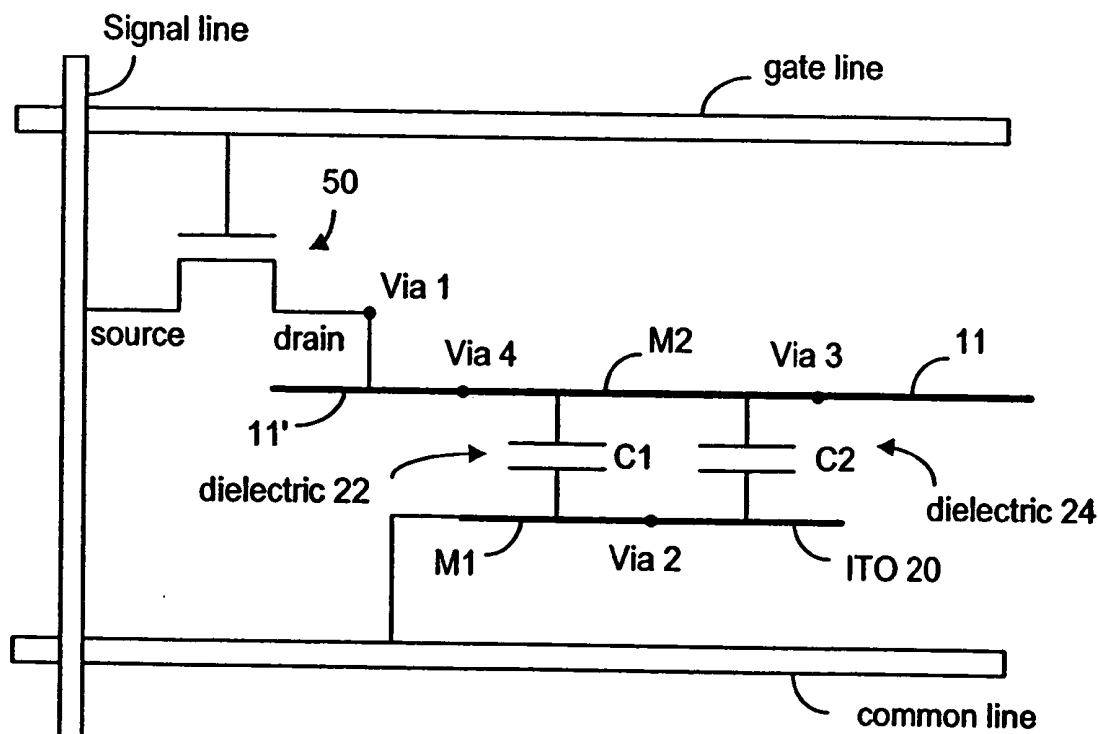 Signal line
gate line
50
Via 1
source
drain
Via 4
M2
Via 3
11
11'
C1
C2
dielectric 22
dielectric 24
M1
Via 2
ITO 20
common line